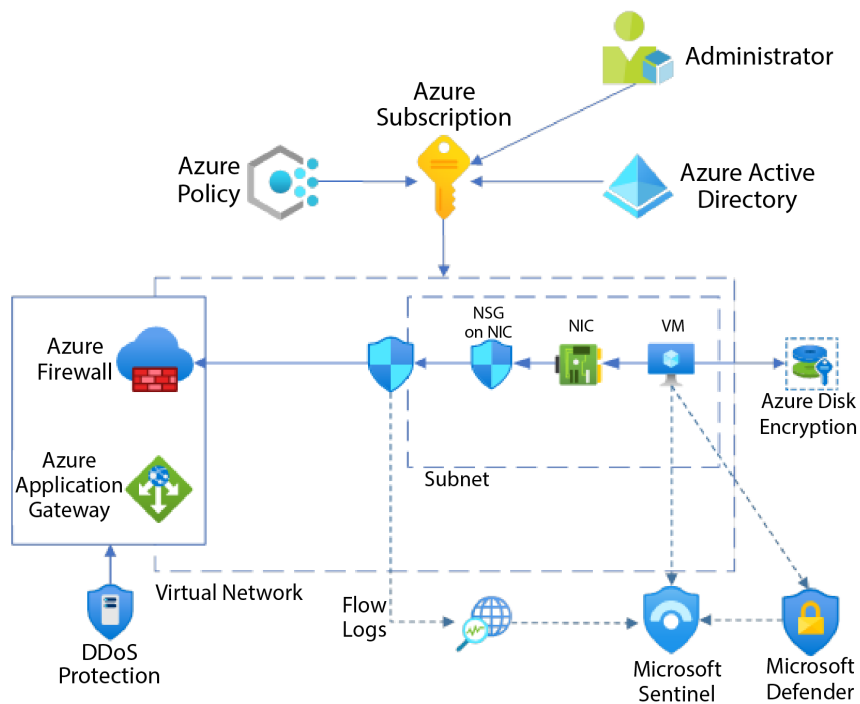 Administrator
Azure
Subscription
Azure
Policy
Azure Active
Directory
NSG
on NIC
NIC
VM
Azure
Firewall
Azure Disk
Encryption
Azure
Application
Gateway
Subnet
Virtual Network
Flow
Logs
DDoS
Protection
Microsoft
Sentinel
Microsoft
Defender